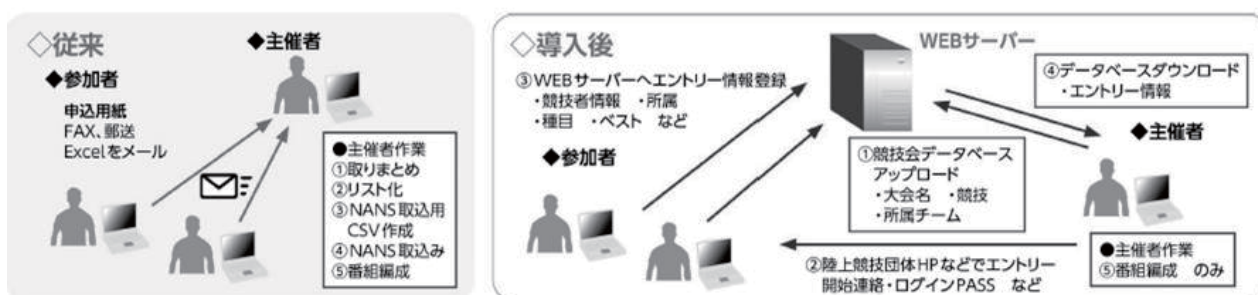 ◇従来
◆主催者
◆参加者
申込用紙
FAX、郵送
Excelをメール
●主催者作業
①取りまとめ
②リスト化
③NANS取込用
CSV作成
④NANS取込み
⑤番組編成
◇導入後
WEBサーバー
③WEBサーバーへエントリー情報登録
・競技者情報 ・所属
・種目 ・ベスト など
④データベースダウンロード
・エントリー情報
◆主催者
◆参加者
①競技会データベース
アップロード
・大会名 ・競技
・所属チーム
②陸上競技団体HPなどでエントリー
開始連絡・ログインPASS など
●主催者作業
⑤番組編成 のみ